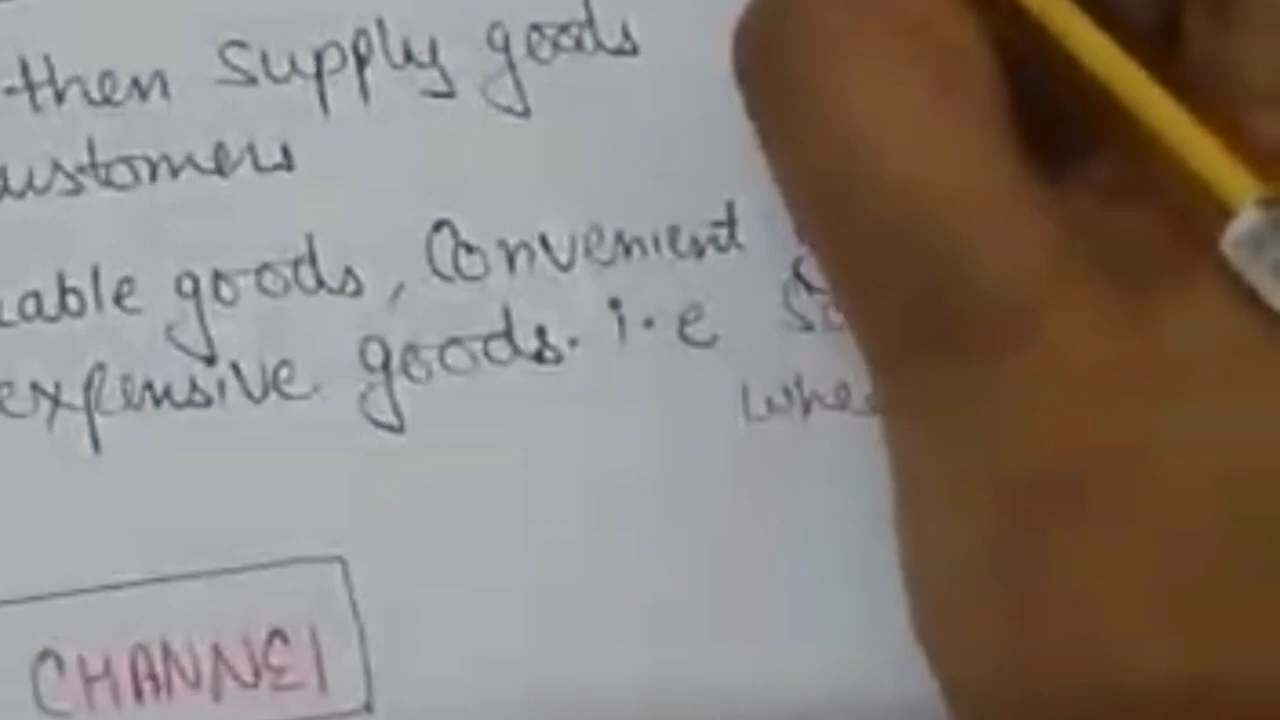 then supply goods
ustomers
able goods, Convenient
expensive goods. i.e
CHANNEL